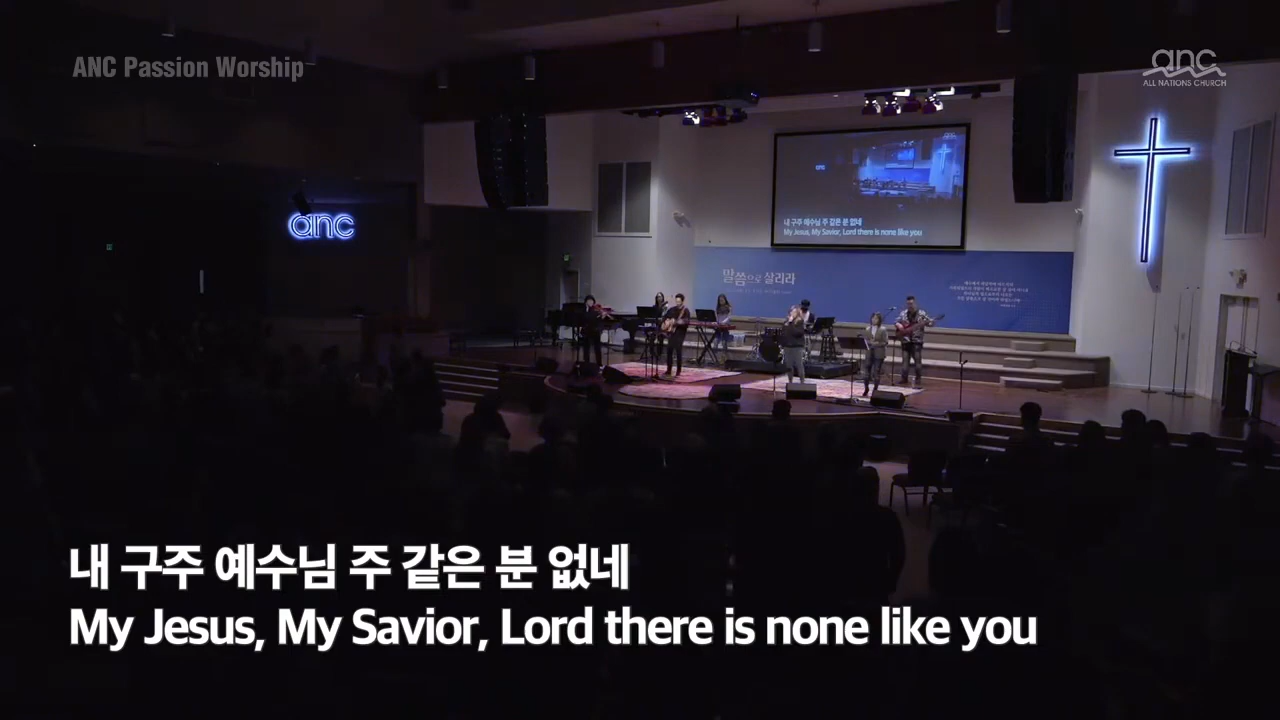 ANC Passion Worship
anc
ALL NATIONS CHURCH
anc
내 구주 예수님 주 같은 분 없네
My Jesus, My Savior, Lord there is none like you
말씀으로 살리라
내 구주 예수님 주 같은 분 없네
My Jesus, My Savior, Lord there is none like you